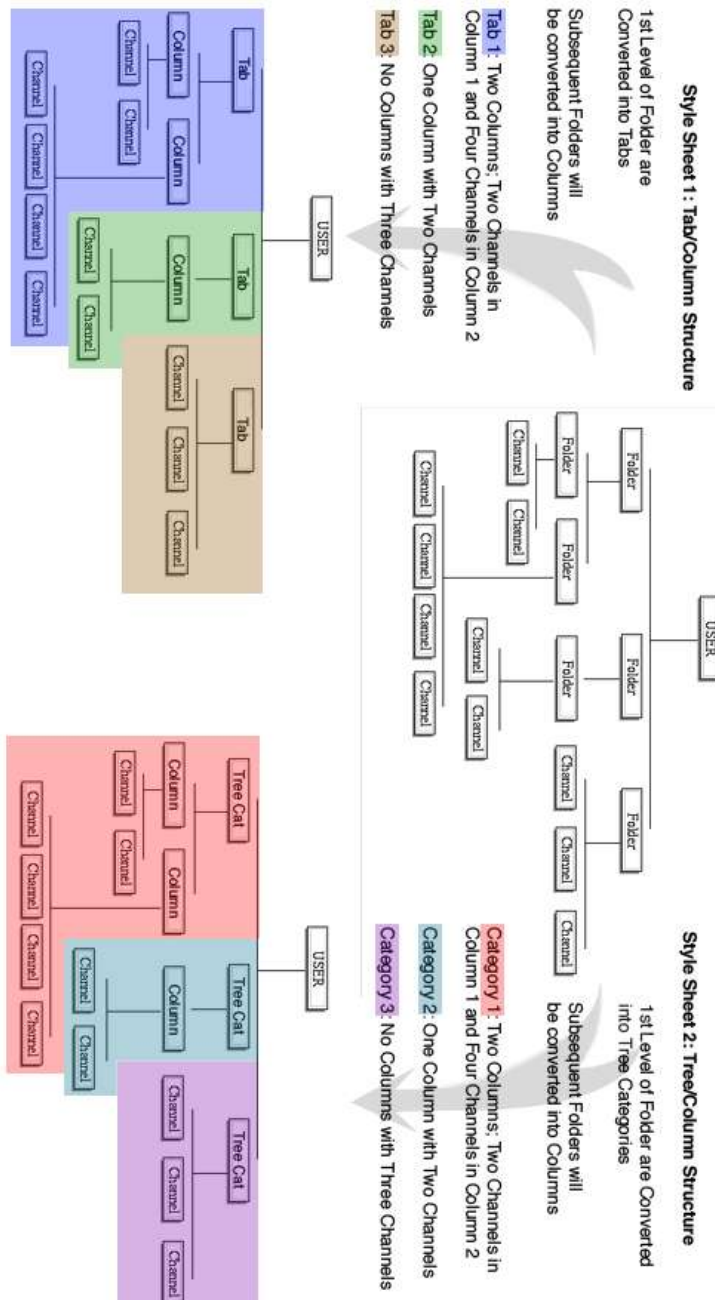 Style Sheet 1: Tab/Column Structure
1st Level of Folder are
Converted into Tabs
Subsequent Folders will
be converted into Columns
Tab 1: Two Columns; Two Channels in
Column 1 and Four Channels in Column 2
Tab 2: One Column with Two Channels
Tab 3: No Columns with Three Channels
USER
Folder Folder Folder
Folder Folder Folder Channel Channel Channel
Channel Channel
Channel Channel
Channel Channel Channel Channel
Style Sheet 2: Tree/Column Structure
1st Level of Folder are Converted
into Tree Categories
Subsequent Folders will
be converted into Columns
Category 1: Two Columns; Two Channels in
Column 1 and Four Channels in Column 2
Category 2: One Column with Two Channels
Category 3: No Columns with Three Channels
USER
Tab Tab Tab
Column Column Column Channel Channel Channel
Channel Channel
Channel Channel
Channel Channel Channel Channel
USER
Tree Cat Tree Cat Tree Cat
Column Column Column Channel Channel Channel
Channel Channel
Channel Channel
Channel Channel Channel Channel